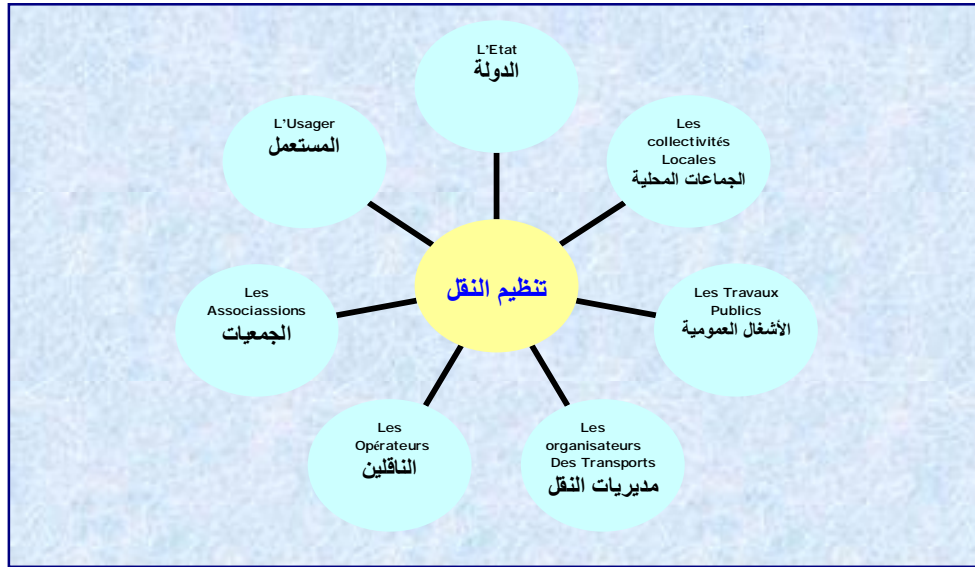 L'Etat
الدولة
Les
collectivités
Locales
الجماعات المحلية
Les Travaux
Publics
الأشغال العمومية
Les
organisateurs
Des Transports
مديريات النقل
Les
Opérateurs
الناقلين
Les
Associassions
الجمعيات
L'Usager
المستعمل
تنظيم النقل